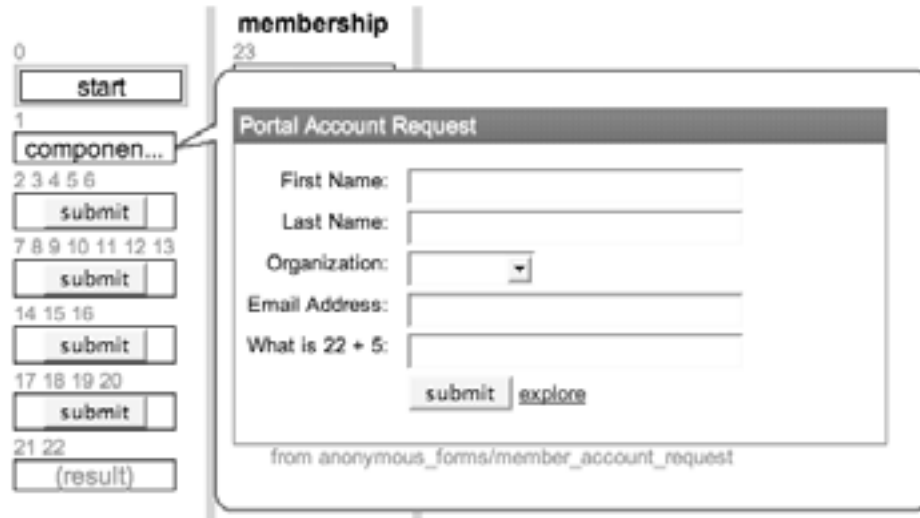 membership
0
23
start
1
componen...
2 3 4 5 6
submit
7 8 9 10 11 12 13
submit
14 15 16
submit
17 18 19 20
submit
21 22
(result)
Portal Account Request
First Name:
Last Name:
Organization:
Email Address:
What is 22 + 5:
submit explore
from anonymous_forms/member_account_request